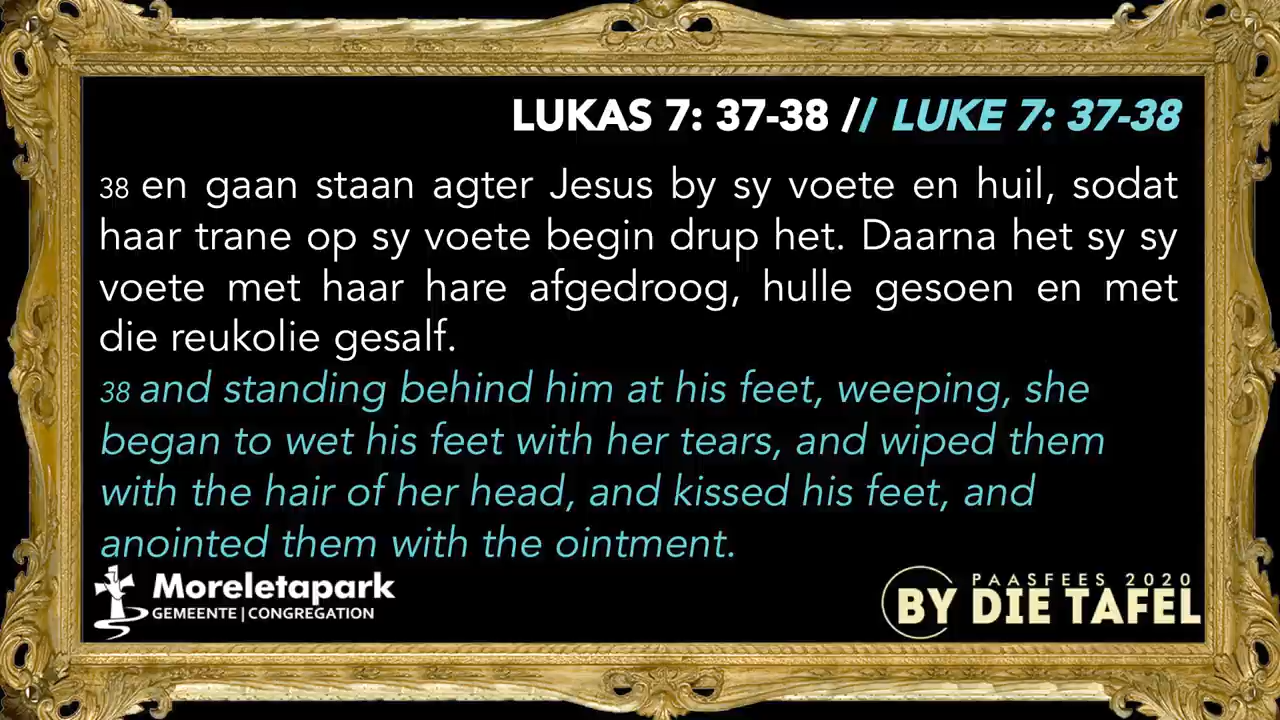 LUKAS 7: 37-38 // LUKE 7: 37-38
38 en gaan staan agter Jesus by sy voete en huil, sodat
haar trane op sy voete begin drup het. Daarna het sy sy
voete met haar hare afgedroog, hulle gesoen en met
die reukolie gesalf.
38 and standing behind him at his feet, weeping, she
began to wet his feet with her tears, and wiped them
with the hair of her head, and kissed his feet, and
anointed them with the ointment.
Moreletapark
GEMEENTE | CONGREGATION
PAASFEES 2020
BY DIE TAFEL